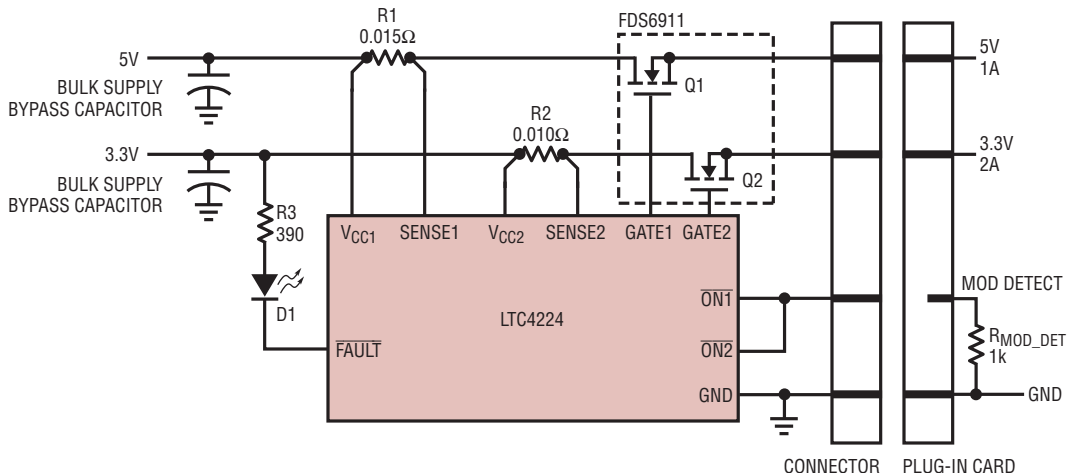 R1
0.015Ω
FDS6911
5V
BULK SUPPLY
BYPASS CAPACITOR
Q1
5V
1A
R2
0.010Ω
3.3V
BULK SUPPLY
BYPASS CAPACITOR
Q2
3.3V
2A
R3
390
D1
VCC1
SENSE1
VCC2
SENSE2
GATE1
GATE2
LTC4224
ON1
ON2
FAULT
GND
MOD DETECT
RMOD_DET
1k
GND
CONNECTOR
PLUG-IN CARD